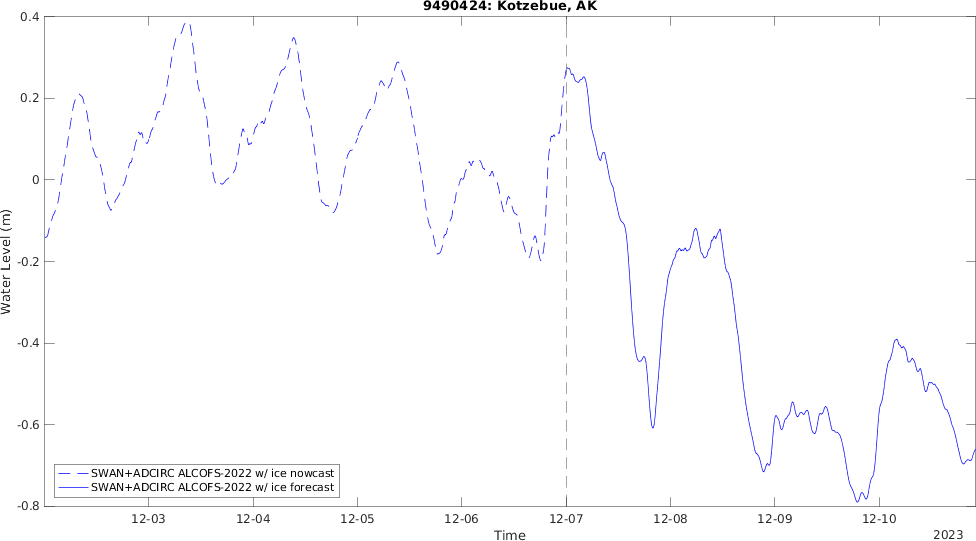 9490424: Kotzebue, AK
0.4
0.2
0
-0.2
-0.4
-0.6
-0.8
Water Level (m)
SWAN+ADCIRC ALCOFS-2022 w/ ice nowcast
SWAN+ADCIRC ALCOFS-2022 w/ ice forecast
12-03 12-04 12-05 12-06 12-07 12-08 12-09 12-10
Time
2023